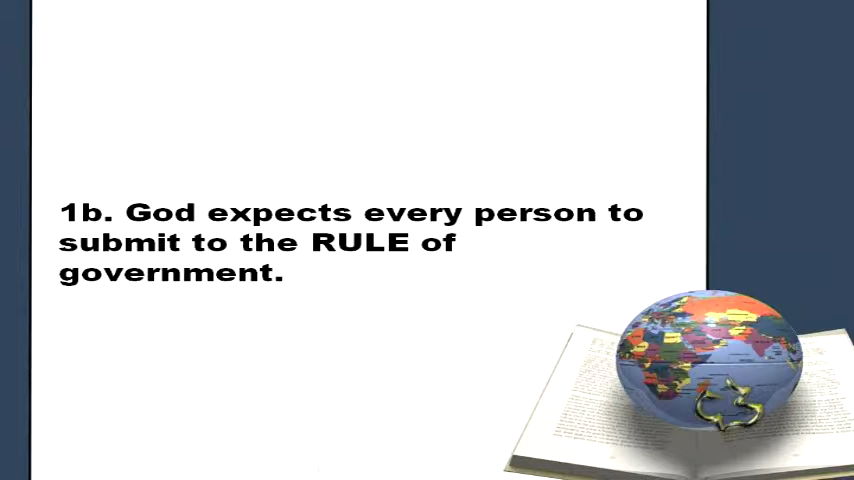 1b. God expects every person to
submit to the RULE of
government.